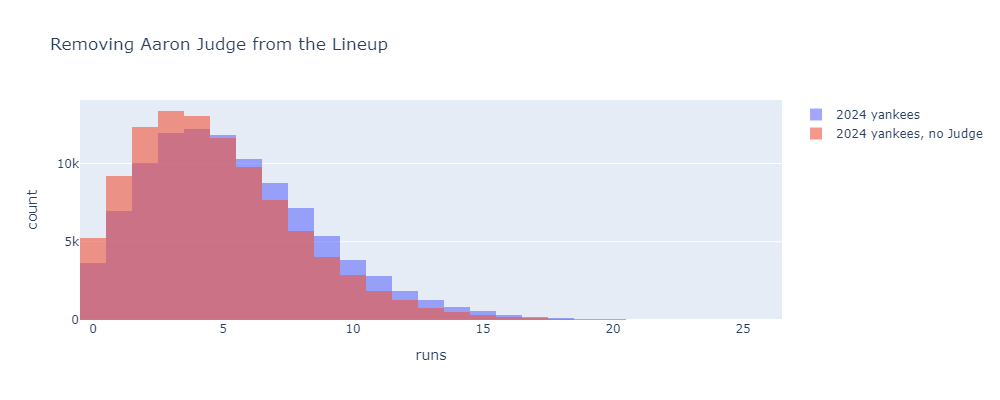 Removing Aaron Judge from the Lineup
2024 yankees
2024 yankees, no Judge
10k
5k
0
count
0 5 10 15 20 25
runs